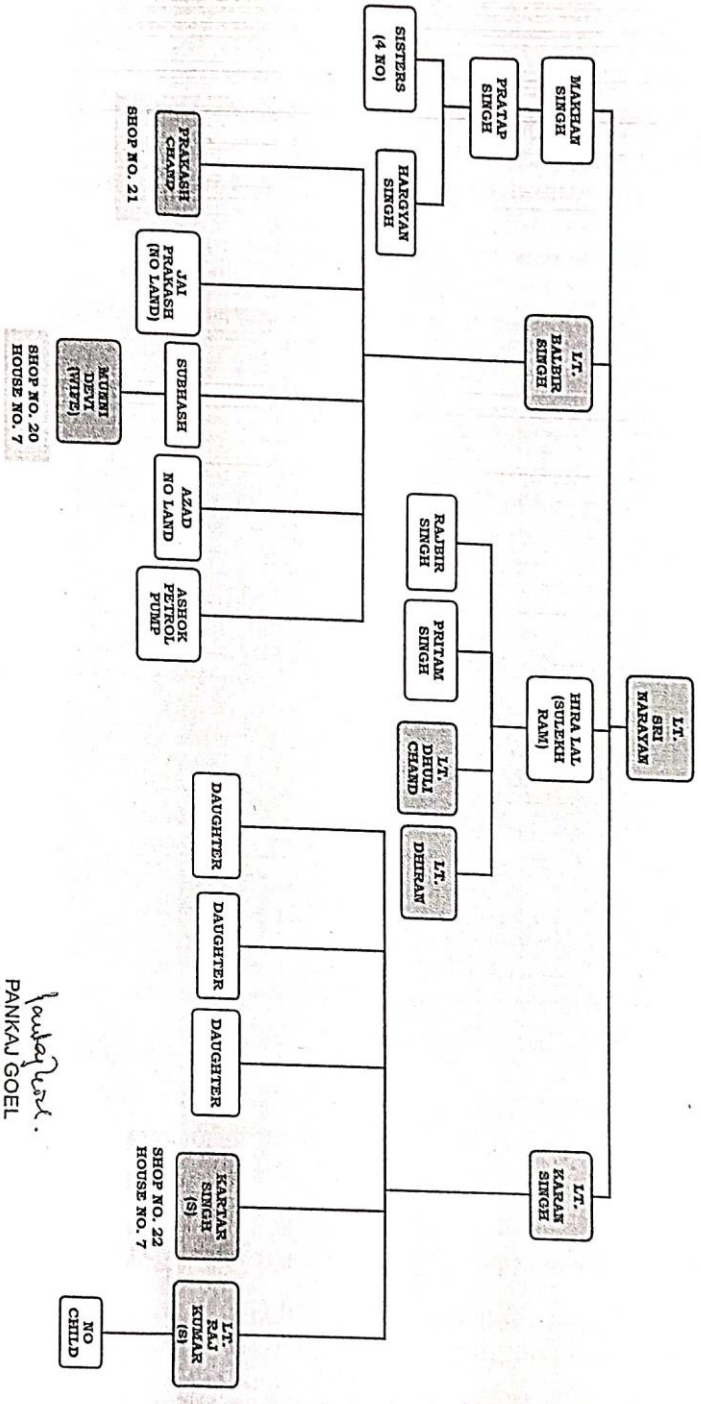 LT.
SRI
NARAYAN
MAKHAN
SINGH
LT.
BALBIR
SINGH
HIRA LAL
(SULEKH
RAM)
LT.
KARAN
SINGH
PRATAP
SINGH
SISTERS
(4 NO)
HARGYAN
SINGH
RAJBIR
SINGH
PRITAM
SINGH
LT.
DHULI
CHAND
LT.
DHIRAN
PRAKASH
CHAND
SHOP NO. 21
JAI
PRAKASH
(NO LAND)
SUBHASH
AZAD
NO LAND
ASHOK
PETROL
PUMP
MUNNI
DEVI
(WIFE)
SHOP NO. 20
HOUSE NO. 7
DAUGHTER
DAUGHTER
DAUGHTER
KARTAR
SINGH
(S)
SHOP NO. 22
HOUSE NO. 7
LT.
RAJ
KUMAR
(S)
NO
CHILD
PANKAJ GOEL